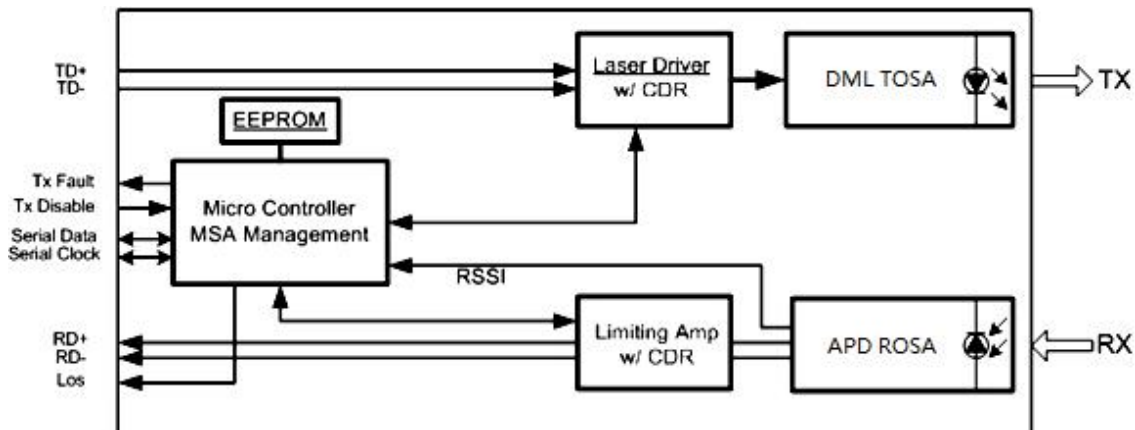 TD+
TD-
Laser Driver
w/ CDR
DML TOSA
TX
EEPROM
Tx Fault
Tx Disable
Serial Data
Serial Clock
Micro Controller
MSA Management
RSSI
RD+
RD-
Los
Limiting Amp
w/ CDR
APD ROSA
RX